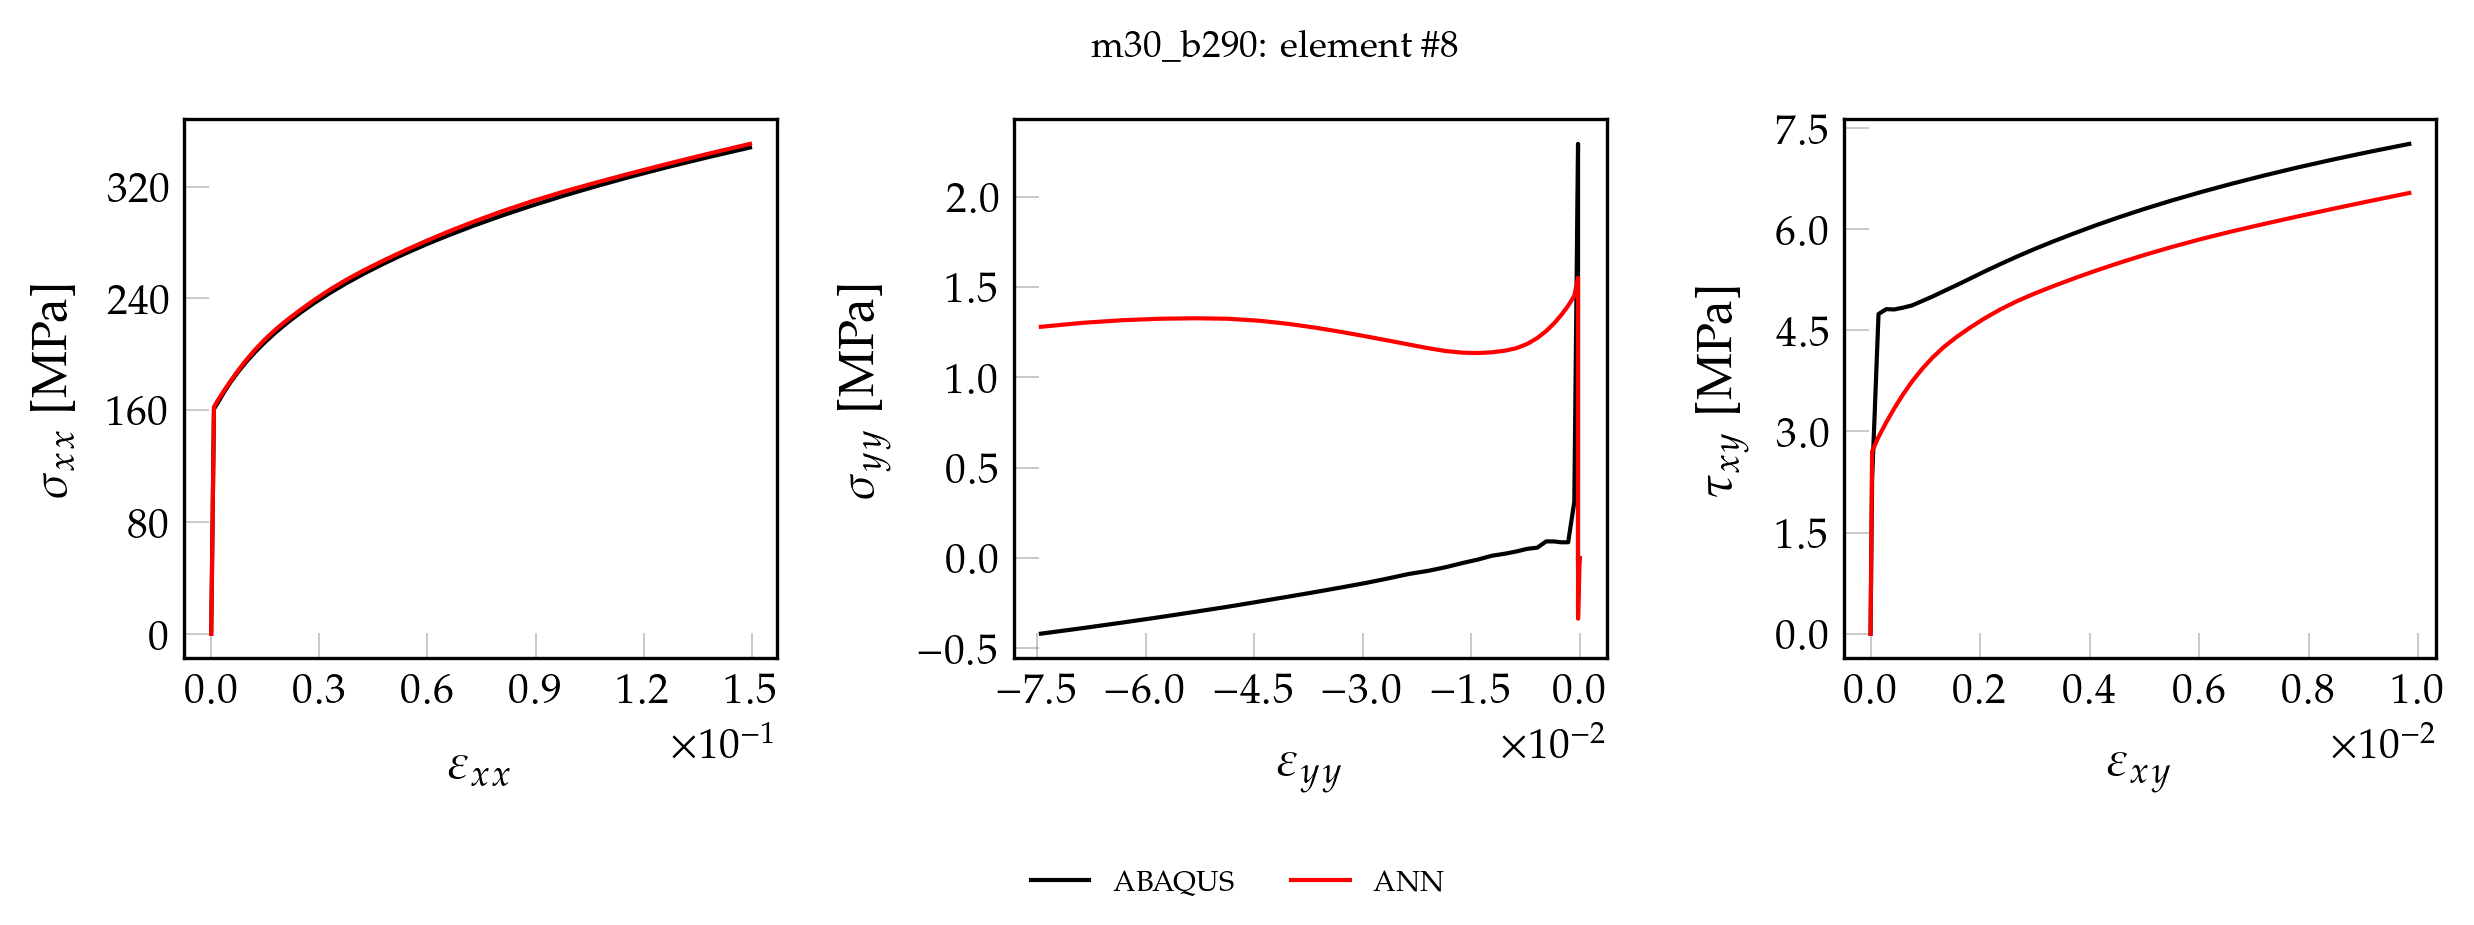 m30_b290: element #8
σxx [MPa]
320
240
160
80
0
0.0 0.3 0.6 0.9 1.2 1.5
×10−1
εxx
σyy [MPa]
2.0
1.5
1.0
0.5
0.0
−0.5
−7.5 −6.0 −4.5 −3.0 −1.5 0.0
×10−2
εyy
τxy [MPa]
7.5
6.0
4.5
3.0
1.5
0.0
0.0 0.2 0.4 0.6 0.8 1.0
×10−2
εxy
ABAQUS ANN